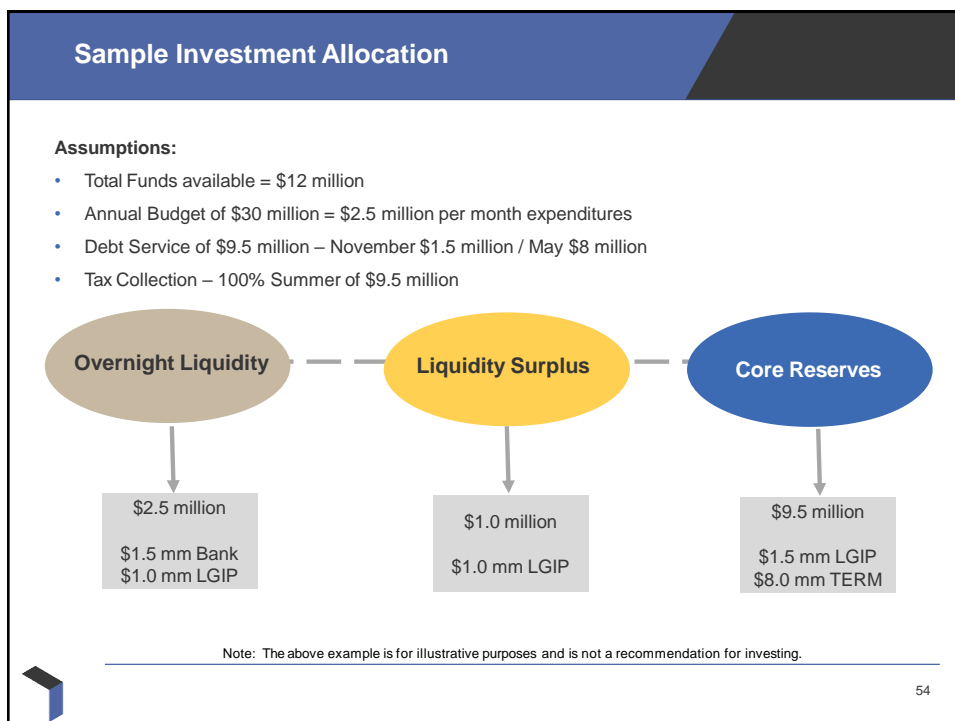 Sample Investment Allocation
Assumptions:
• Total Funds available = $12 million
• Annual Budget of $30 million = $2.5 million per month expenditures
• Debt Service of $9.5 million – November $1.5 million / May $8 million
• Tax Collection – 100% Summer of $9.5 million
Overnight Liquidity
Liquidity Surplus
Core Reserves
$2.5 million
$1.5 mm Bank
$1.0 mm LGIP
$1.0 million
$1.0 mm LGIP
$9.5 million
$1.5 mm LGIP
$8.0 mm TERM
Note: The above example is for illustrative purposes and is not a recommendation for investing.
54